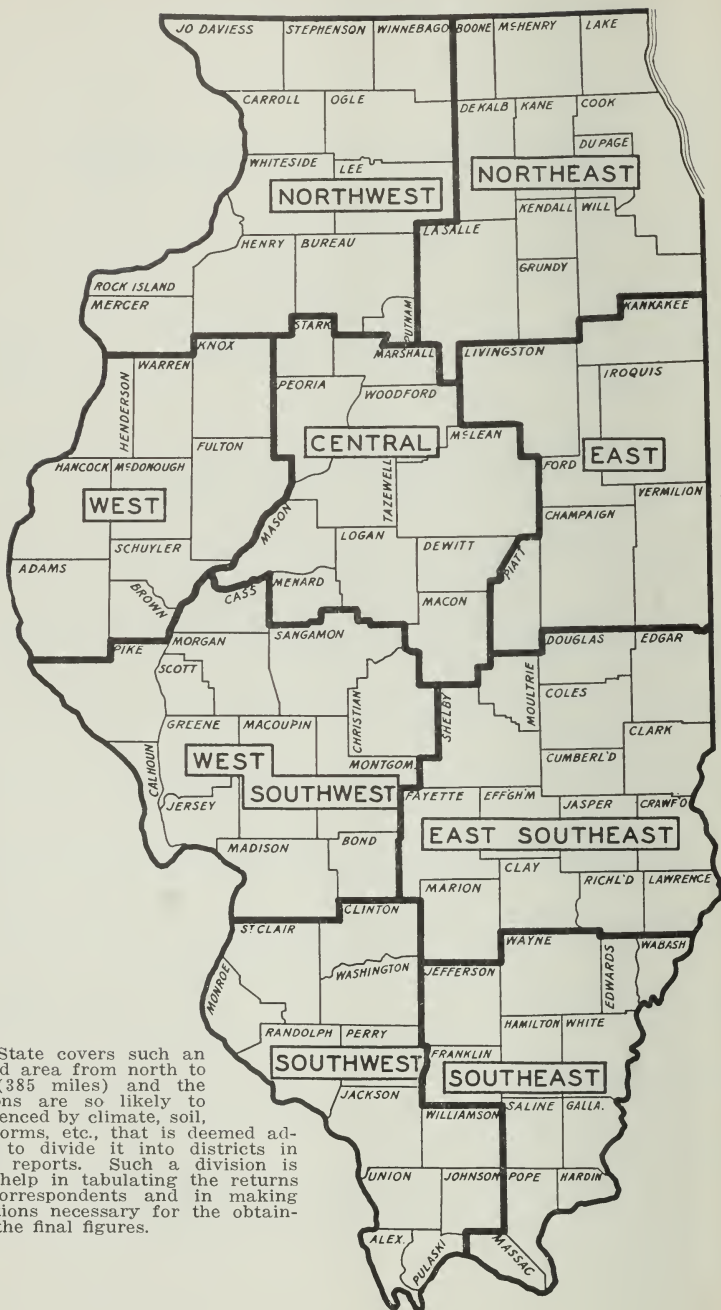 JO DAVIESS STEPHENSON WINNEBAGO BOONE McHENRY LAKE
CARROLL OGLE DE KALB KANE COOK
DU PAGE
WHITESIDE LEE NORTHEAST
NORTHWEST KENDALL WILL
LA SALLE
HENRY BUREAU
GRUNDY
ROCK ISLAND
MERCER
PUTNAM
KANKAKEE
STARK
KNOX MARSHALL LIVINGSTON
WARREN
HENDERSON
PEORIA WOODFORD IROQUIS
McLEAN
CENTRAL
FULTON
EAST
HANCOCK McDONOUGH TAZEWELL FORD
WEST
VERMILION
MASON CHAMPAIGN
LOGAN
SCHUYLER DEWITT
PIATT
ADAMS
BROWN CASS MENARD
MACON
PIKE MORGAN SANGAMON DOUGLAS EDGAR
SCOTT MOULTRIE
COLES
CHRISTIAN SHELBY
GREENE MACOUPIN CLARK
CALHOUN
CUMBERL'D
WEST MONTGOM.
SOUTHWEST FAYETTE EFFGH'M JASPER CRAWF'D
JERSEY
EAST SOUTHEAST
MADISON BOND
CLAY
MARION RICHL'D LAWRENCE
CLINTON
ST CLAIR WAYNE
EDWARDS WABASH
WASHINGTON JEFFERSON
MONROE
RANDOLPH PERRY HAMILTON WHITE
SOUTHWEST FRANKLIN
SOUTHEAST
JACKSON
WILLIAMSON SALINE GALLA.
UNION JOHNSON POPE HARDIN
ALEX. PULASKI MASSAC
State covers such an
d area from north to
(385 miles) and the
ons are so likely to
enced by climate, soil,
orms, etc., that is deemed ad-
to divide it into districts in
reports. Such a division is
help in tabulating the returns
orrespondents and in making
ions necessary for the obtain-
the final figures.